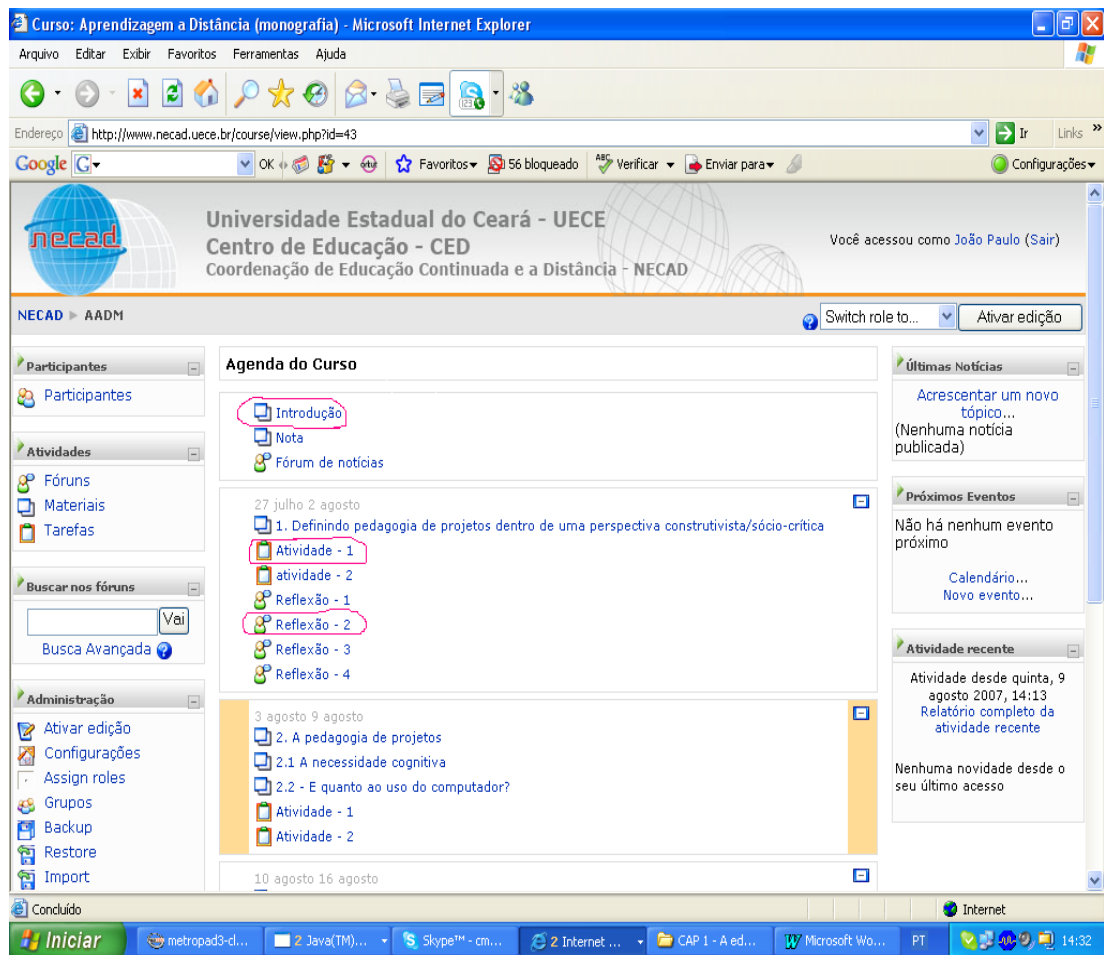 Curso: Aprendizagem a Distância (monografia) - Microsoft Internet Explorer
Arquivo Editar Exibir Favoritos Ferramentas Ajuda
Endereço http://www.necad.uece.br/course/view.php?id=43 Ir Links »
Google G OK Favoritos 56 bloqueado ABC Verificar Enviar para Configurações
necad
Universidade Estadual do Ceará - UECE
Centro de Educação - CED
Coordenação de Educação Continuada e a Distância - NECAD
Você acessou como João Paulo (Sair)
NECAD ► AADM
Switch role to... Ativar edição
Participantes
Participantes
Atividades
Fóruns
Materiais
Tarefas
Buscar nos fóruns
Vai
Busca Avançada
Administração
Ativar edição
Configurações
Assign roles
Grupos
Backup
Restore
Import
Agenda do Curso
Introdução
Nota
Fórum de notícias
27 julho 2 agosto
1. Definindo pedagogia de projetos dentro de uma perspectiva construtivista/sócio-crítica
Atividade - 1
atividade - 2
Reflexão - 1
Reflexão - 2
Reflexão - 3
Reflexão - 4
3 agosto 9 agosto
2. A pedagogia de projetos
2.1 A necessidade cognitiva
2.2 - E quanto ao uso do computador?
Atividade - 1
Atividade - 2
10 agosto 16 agosto
Últimas Notícias
Acrescentar um novo
tópico...
(Nenhuma notícia
publicada)
Próximos Eventos
Não há nenhum evento
próximo
Calendário...
Novo evento...
Atividade recente
Atividade desde quinta, 9
agosto 2007, 14:13
Relatório completo da
atividade recente
Nenhuma novidade desde o
seu último acesso
Concluído Internet
Iniciar metropad3-cl... 2 Java(TM)... Skype™ - cm... 2 Internet ... CAP 1 - A ed... Microsoft Wo... PT 14:32